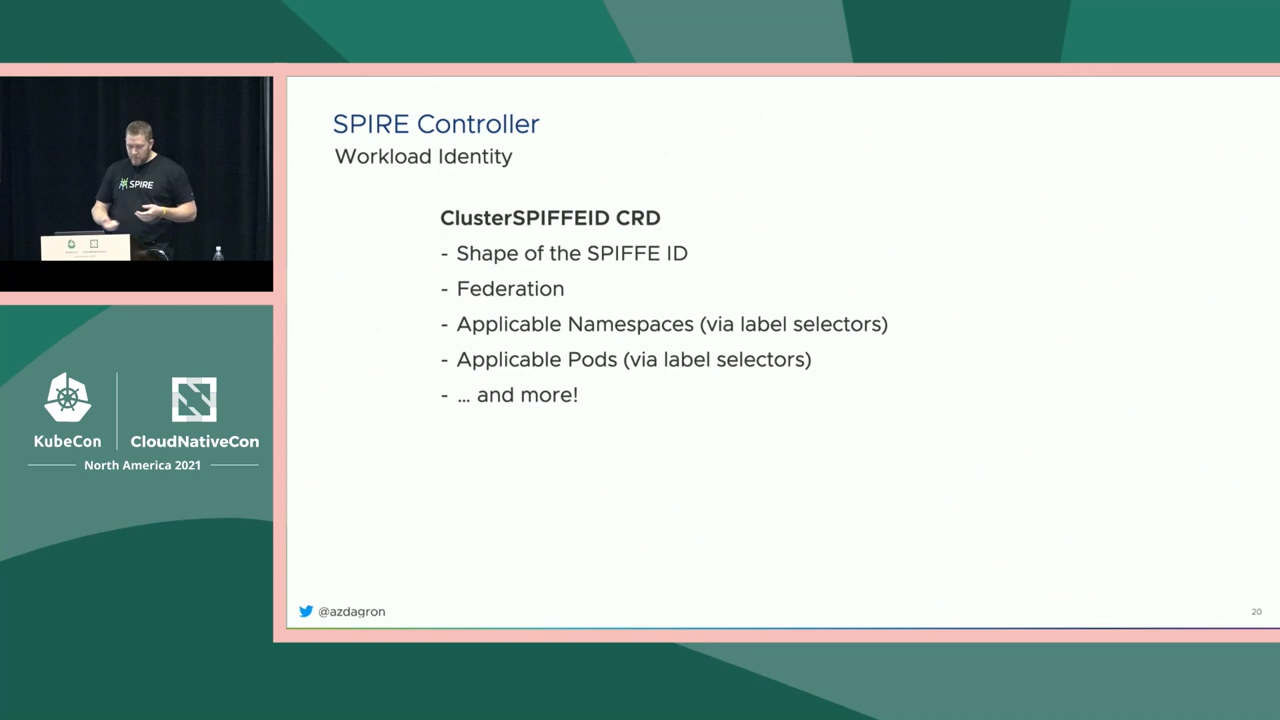 SPIRE Controller
Workload Identity
ClusterSPIFFEID CRD
- Shape of the SPIFFE ID
- Federation
- Applicable Namespaces (via label selectors)
- Applicable Pods (via label selectors)
- … and more!
@azdagron
20
SPIRE
KubeCon
CloudNativeCon
North America 2021